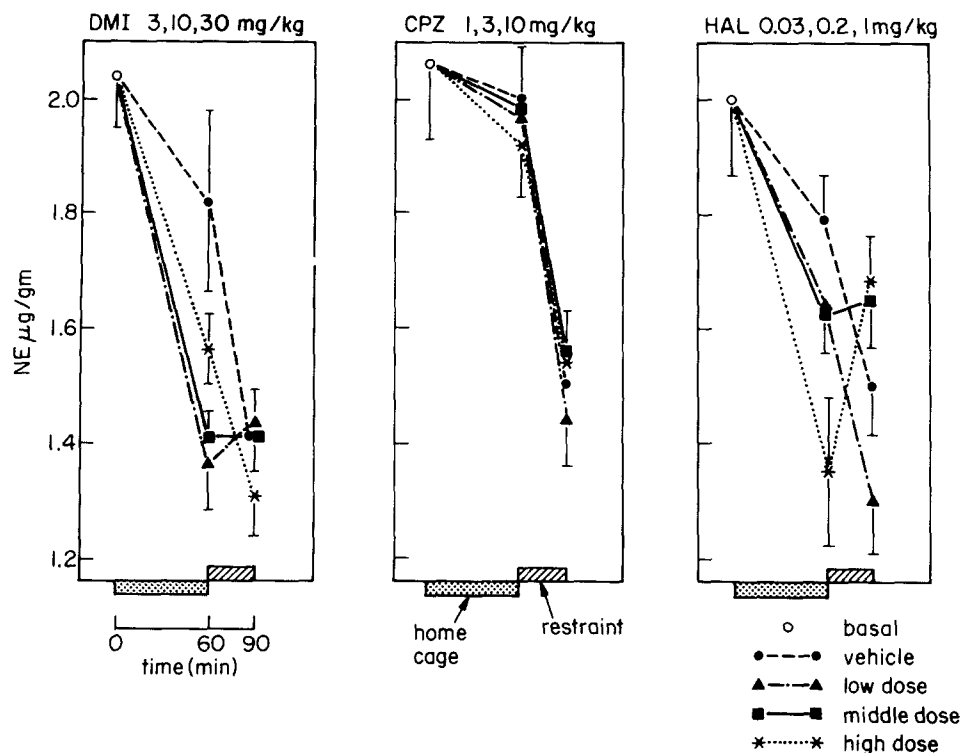 DMI 3,10,30 mg/kg
CPZ 1,3,10 mg/kg
HAL 0.03,0.2,1mg/kg
NE μg/gm
2.0
1.8
1.6
1.4
1.2
0 60 90
time (min)
home
cage
restraint
basal
vehicle
low dose
middle dose
high dose